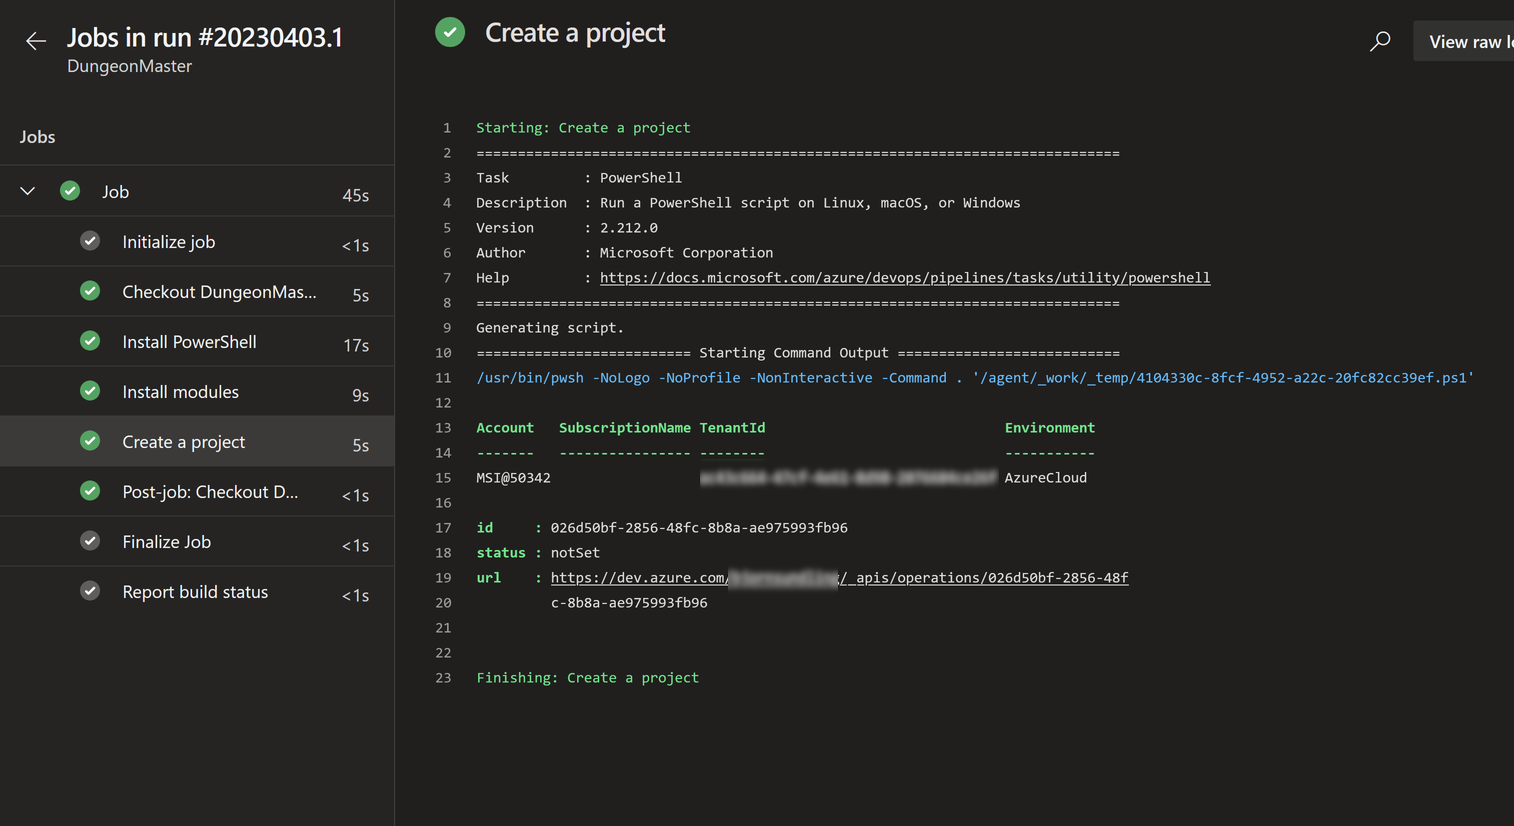 Jobs in run #20230403.1
DungeonMaster
Jobs
Job 45s
Initialize job <1s
Checkout DungeonMas... 5s
Install PowerShell 17s
Install modules 9s
Create a project 5s
Post-job: Checkout D... <1s
Finalize Job <1s
Report build status <1s
Create a project
View raw lo
1 Starting: Create a project
2 ==============================================================================
3 Task         : PowerShell
4 Description  : Run a PowerShell script on Linux, macOS, or Windows
5 Version      : 2.212.0
6 Author       : Microsoft Corporation
7 Help         : https://docs.microsoft.com/azure/devops/pipelines/tasks/utility/powershell
8 ==============================================================================
9 Generating script.
10 ========================== Starting Command Output ===========================
11 /usr/bin/pwsh -NoLogo -NoProfile -NonInteractive -Command . '/agent/_work/_temp/4104330c-8fcf-4952-a22c-20fc82cc39ef.ps1'
12
13 Account   SubscriptionName TenantId                             Environment
14 -------   ---------------- --------                             -----------
15 MSI@50342                                                       AzureCloud
16
17 id     : 026d50bf-2856-48fc-8b8a-ae975993fb96
18 status : notSet
19 url    : https://dev.azure.com/ /_apis/operations/026d50bf-2856-48f
20          c-8b8a-ae975993fb96
21
22
23 Finishing: Create a project